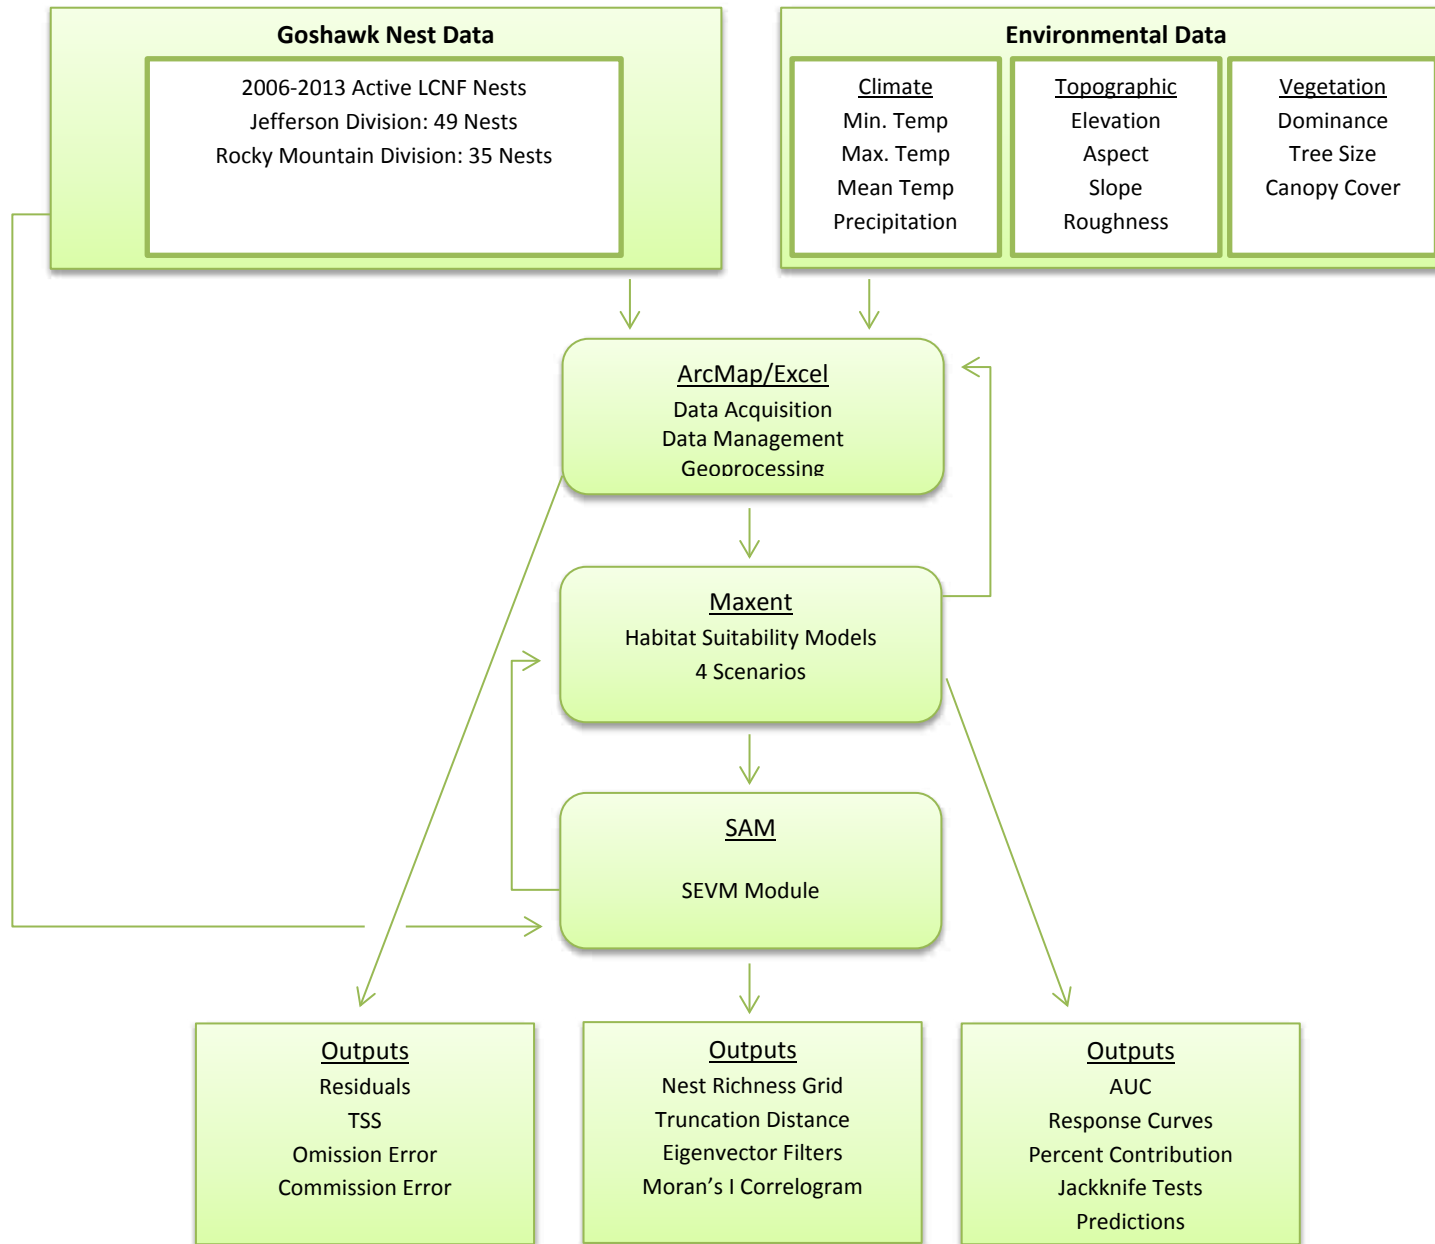 Goshawk Nest Data
2006-2013 Active LCNF Nests
Jefferson Division: 49 Nests
Rocky Mountain Division: 35 Nests
Environmental Data
Climate
Min. Temp
Max. Temp
Mean Temp
Precipitation
Topographic
Elevation
Aspect
Slope
Roughness
Vegetation
Dominance
Tree Size
Canopy Cover
ArcMap/Excel
Data Acquisition
Data Management
Geoprocessing
Maxent
Habitat Suitability Models
4 Scenarios
SAM
SEVM Module
Outputs
Residuals
TSS
Omission Error
Commission Error
Outputs
Nest Richness Grid
Truncation Distance
Eigenvector Filters
Moran’s I Correlogram
Outputs
AUC
Response Curves
Percent Contribution
Jackknife Tests
Predictions